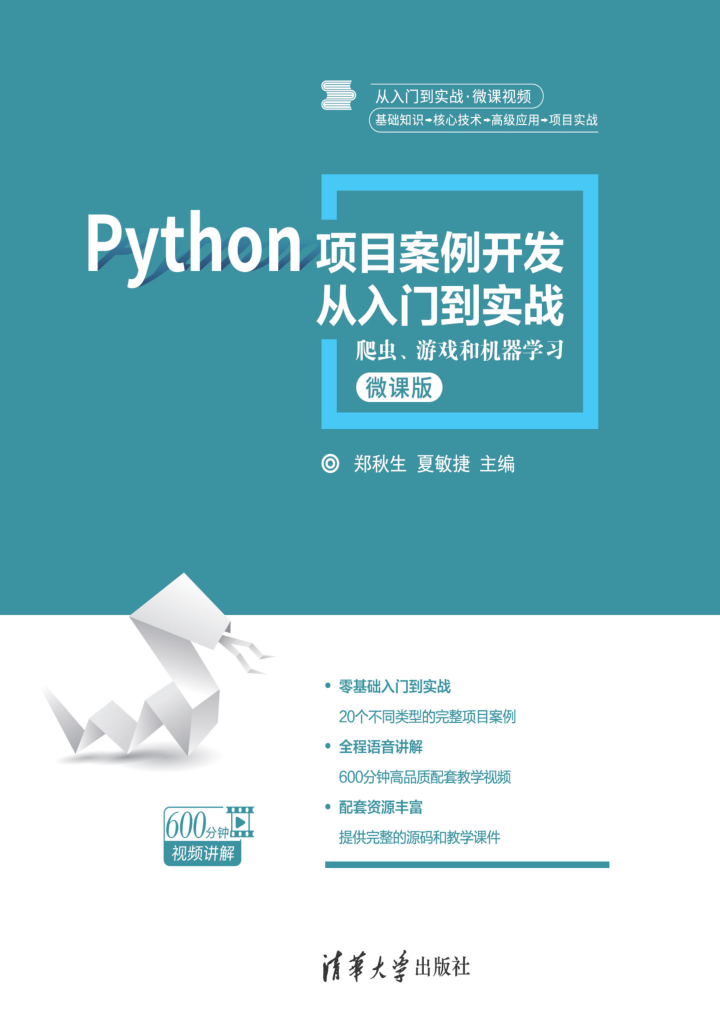 从入门到实战·微课视频
基础知识→核心技术→高级应用→项目实战
Python 项目案例开发
从入门到实战
爬虫、游戏和机器学习
微课版
郑秋生 夏敏捷 主编
• 零基础入门到实战
20个不同类型的完整项目案例
• 全程语音讲解
600分钟高品质配套教学视频
• 配套资源丰富
提供完整的源码和教学课件
600分钟
视频讲解
清华大学出版社